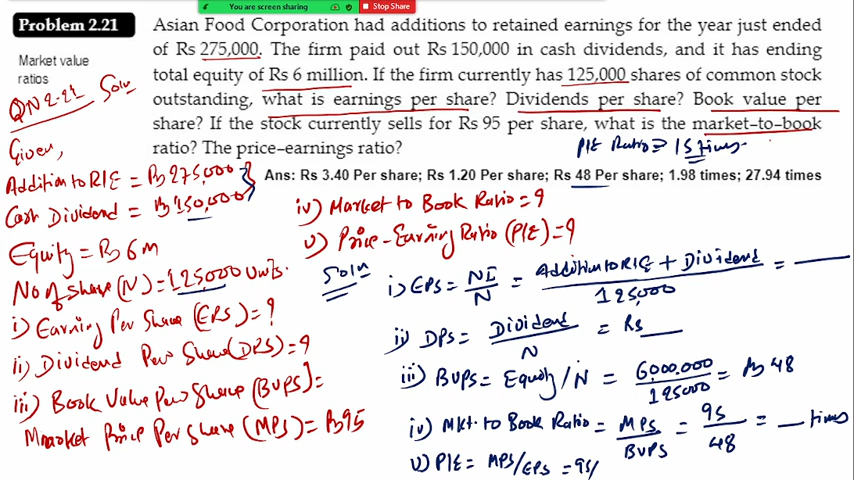 You are screen sharing
Stop Share
Problem 2.21
Market value
ratios
Asian Food Corporation had additions to retained earnings for the year just ended
of Rs 275,000. The firm paid out Rs 150,000 in cash dividends, and it has ending
total equity of Rs 6 million. If the firm currently has 125,000 shares of common stock
outstanding, what is earnings per share? Dividends per share? Book value per
share? If the stock currently sells for Rs 95 per share, what is the market-to-book
ratio? The price-earnings ratio?
P/E Ratio = 15 times
Ans: Rs 3.40 Per share; Rs 1.20 Per share; Rs 48 Per share; 1.98 times; 27.94 times
QN 2-21 Soln
Given,
Addition to R/E = Rs 275,000
Cash Dividend = Rs 150,000
Equity = Rs 6m
No of share (N) = 125000 Units.
i) Earning Per Share (EPS) = ?
ii) Dividend Per Share (DPS) = ?
iii) Book Value Per Share (BVPS) =
Mmarket Price Per Share (MPS) = Rs 95
iv) Market to Book Ratio = ?
v) Price-Earning Ratio (P/E) = ?
Soln
i) EPS = NI/N = Addition to R/E + Dividend / 125,000 = ___
ii) DPS = Dividend / N = Rs ___
iii) BVPS = Equity / N = 6,000,000 / 125000 = Rs 48
iv) Mkt. to Book Ratio = MPS / BVPS = 95 / 48 = __ times
v) P/E = MPS/EPS = 95/